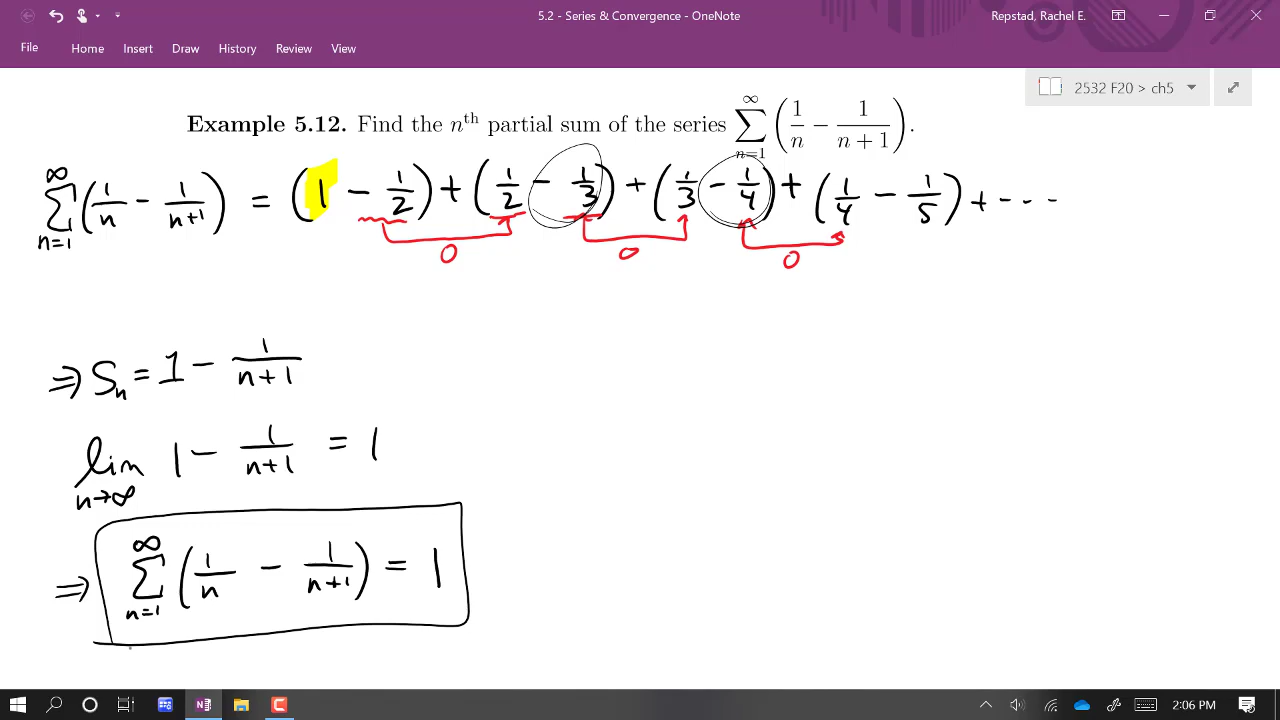 5.2 - Series & Convergence - OneNote
Repstad, Rachel E.
File Home Insert Draw History Review View
2532 F20 > ch5
Example 5.12. Find the n^th partial sum of the series ∑_{n=1}^{∞} (1/n − 1/(n+1)).
∑_{n=1}^{∞} (1/n − 1/(n+1)) = (1 − 1/2) + (1/2 − 1/3) + (1/3 − 1/4) + (1/4 − 1/5) + ---
0 0 0
⇒ S_n = 1 − 1/(n+1)
lim_{n→∞} 1 − 1/(n+1) = 1
⇒ ∑_{n=1}^{∞} (1/n − 1/(n+1)) = 1
2:06 PM